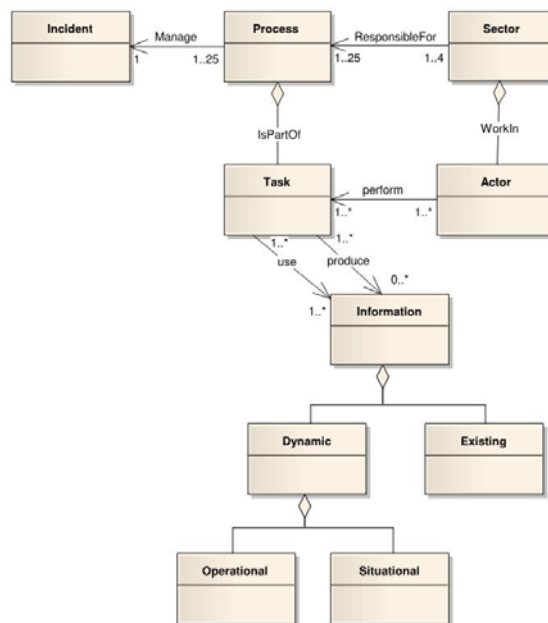 Incident
Manage
1
1..25
Process
ResponsibleFor
1..25
1..4
Sector
IsPartOf
WorkIn
Task
perform
1..*
1..*
Actor
1..*
1..*
use
produce
0..*
1..*
Information
Dynamic
Existing
Operational
Situational